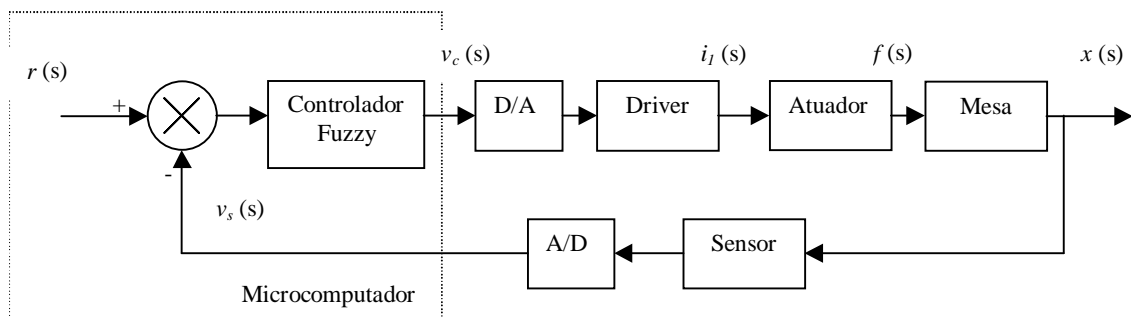 v_c (s)
i_1 (s)
f (s)
x (s)
r (s)
+
Controlador
Fuzzy
D/A
Driver
Atuador
Mesa
-
v_s (s)
A/D
Sensor
Microcomputador